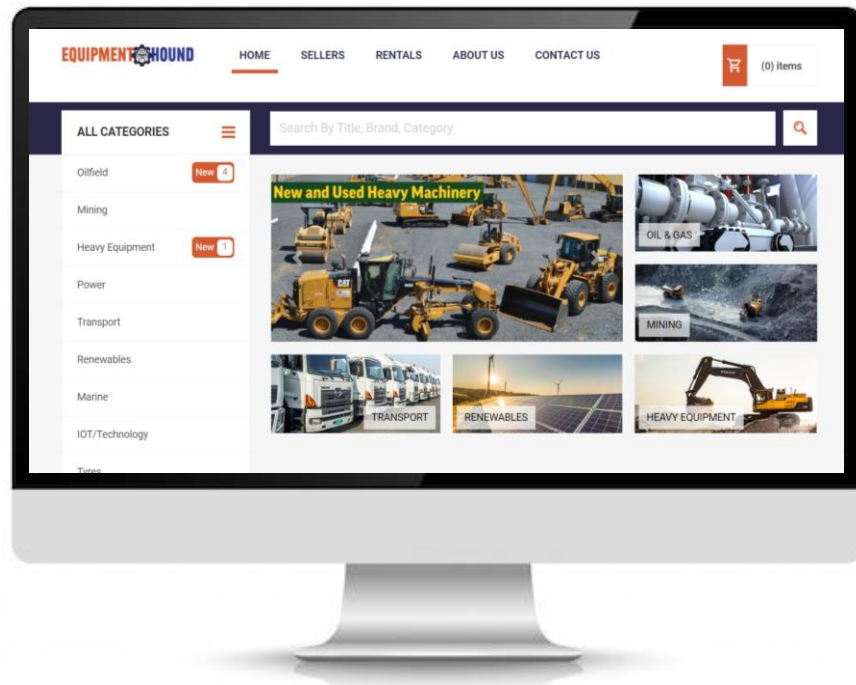 EQUIPMENT HOUND
HOME SELLERS RENTALS ABOUT US CONTACT US
(0) items
ALL CATEGORIES
Search By Title, Brand, Category
Oilfield New 4
Mining
Heavy Equipment New 1
Power
Transport
Renewables
Marine
IOT/Technology
Tyres
New and Used Heavy Machinery
CAT
OIL & GAS
MINING
TRANSPORT
RENEWABLES
HEAVY EQUIPMENT